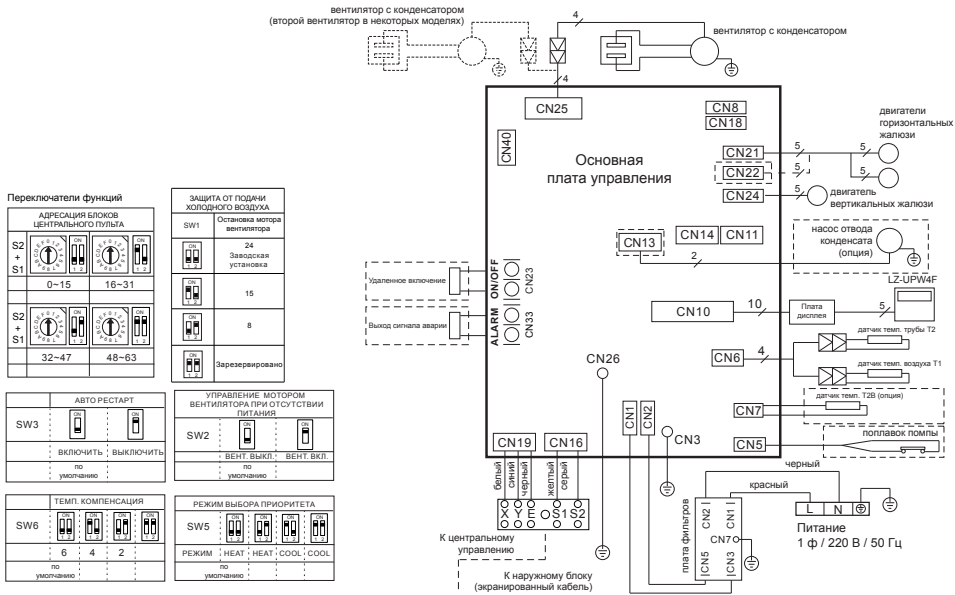 вентилятор с конденсатором
(второй вентилятор в некоторых моделях)
4
вентилятор с конденсатором
4
CN25
CN8
CN18
CN40
Основная
плата управления
CN21
5
5
5
двигатели
горизонтальных
жалюзи
CN22
5
CN24
5
двигатель
вертикальных жалюзи
CN13
CN14
CN11
2
насос отвода
конденсата
(опция)
LZ-UPW4F
CN10
10
Плата
дисплея
5
CN6
4
датчик темп. трубы T2
датчик темп. воздуха T1
CN7
датчик темп. T2B (опция)
CN5
поплавок помпы
Удаленное включение
ON/OFF
CN23
Выход сигнала аварии
ALARM
CN33
CN26
CN1
CN2
CN3
CN19
CN16
белый
синий
черный
желтый
серый
X Y E O S1 S2
К центральному
управлению
К наружному блоку
(экранированный кабель)
черный
красный
плата фильтров
CN2
CN1
CN7
CN5
CN3
L N
Питание
1 ф / 220 В / 50 Гц
Переключатели функций
АДРЕСАЦИЯ БЛОКОВ
ЦЕНТРАЛЬНОГО ПУЛЬТА
S2
+
S1
0~15
16~31
S2
+
S1
32~47
48~63
ЗАЩИТА ОТ ПОДАЧИ
ХОЛОДНОГО ВОЗДУХА
SW1
Остановка мотора
вентилятора
24
Заводская
установка
15
8
Зарезервировано
АВТО РЕСТАРТ
SW3
ВКЛЮЧИТЬ
ВЫКЛЮЧИТЬ
по
умолчанию
УПРАВЛЕНИЕ МОТОРОМ
ВЕНТИЛЯТОРА ПРИ ОТСУТСТВИИ
ПИТАНИЯ
SW2
ВЕНТ. ВЫКЛ.
ВЕНТ. ВКЛ.
по
умолчанию
ТЕМП. КОМПЕНСАЦИЯ
SW6
6
4
2
по
умолчанию
РЕЖИМ ВЫБОРА ПРИОРИТЕТА
SW5
РЕЖИМ
HEAT
HEAT
COOL
COOL
по
умолчанию